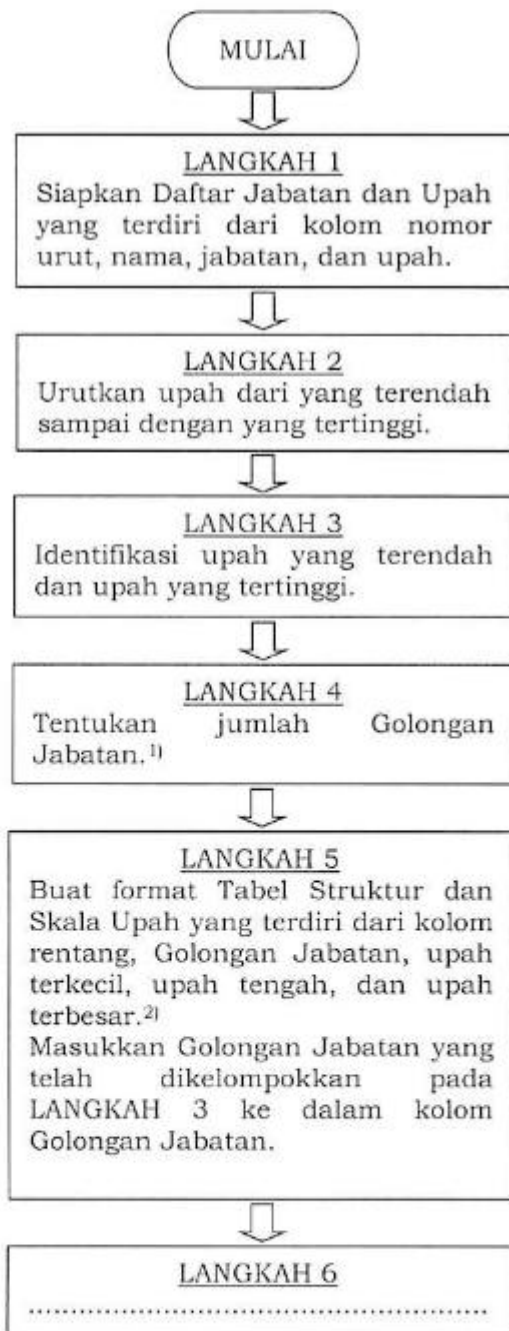 MULAI
LANGKAH 1
Siapkan Daftar Jabatan dan Upah
yang terdiri dari kolom nomor
urut, nama, jabatan, dan upah.
LANGKAH 2
Urutkan upah dari yang terendah
sampai dengan yang tertinggi.
LANGKAH 3
Identifikasi upah yang terendah
dan upah yang tertinggi.
LANGKAH 4
Tentukan jumlah Golongan
Jabatan.¹⁾
LANGKAH 5
Buat format Tabel Struktur dan
Skala Upah yang terdiri dari kolom
rentang, Golongan Jabatan, upah
terkecil, upah tengah, dan upah
terbesar.²⁾
Masukkan Golongan Jabatan yang
telah dikelompokkan pada
LANGKAH 3 ke dalam kolom
Golongan Jabatan.
LANGKAH 6
................................................